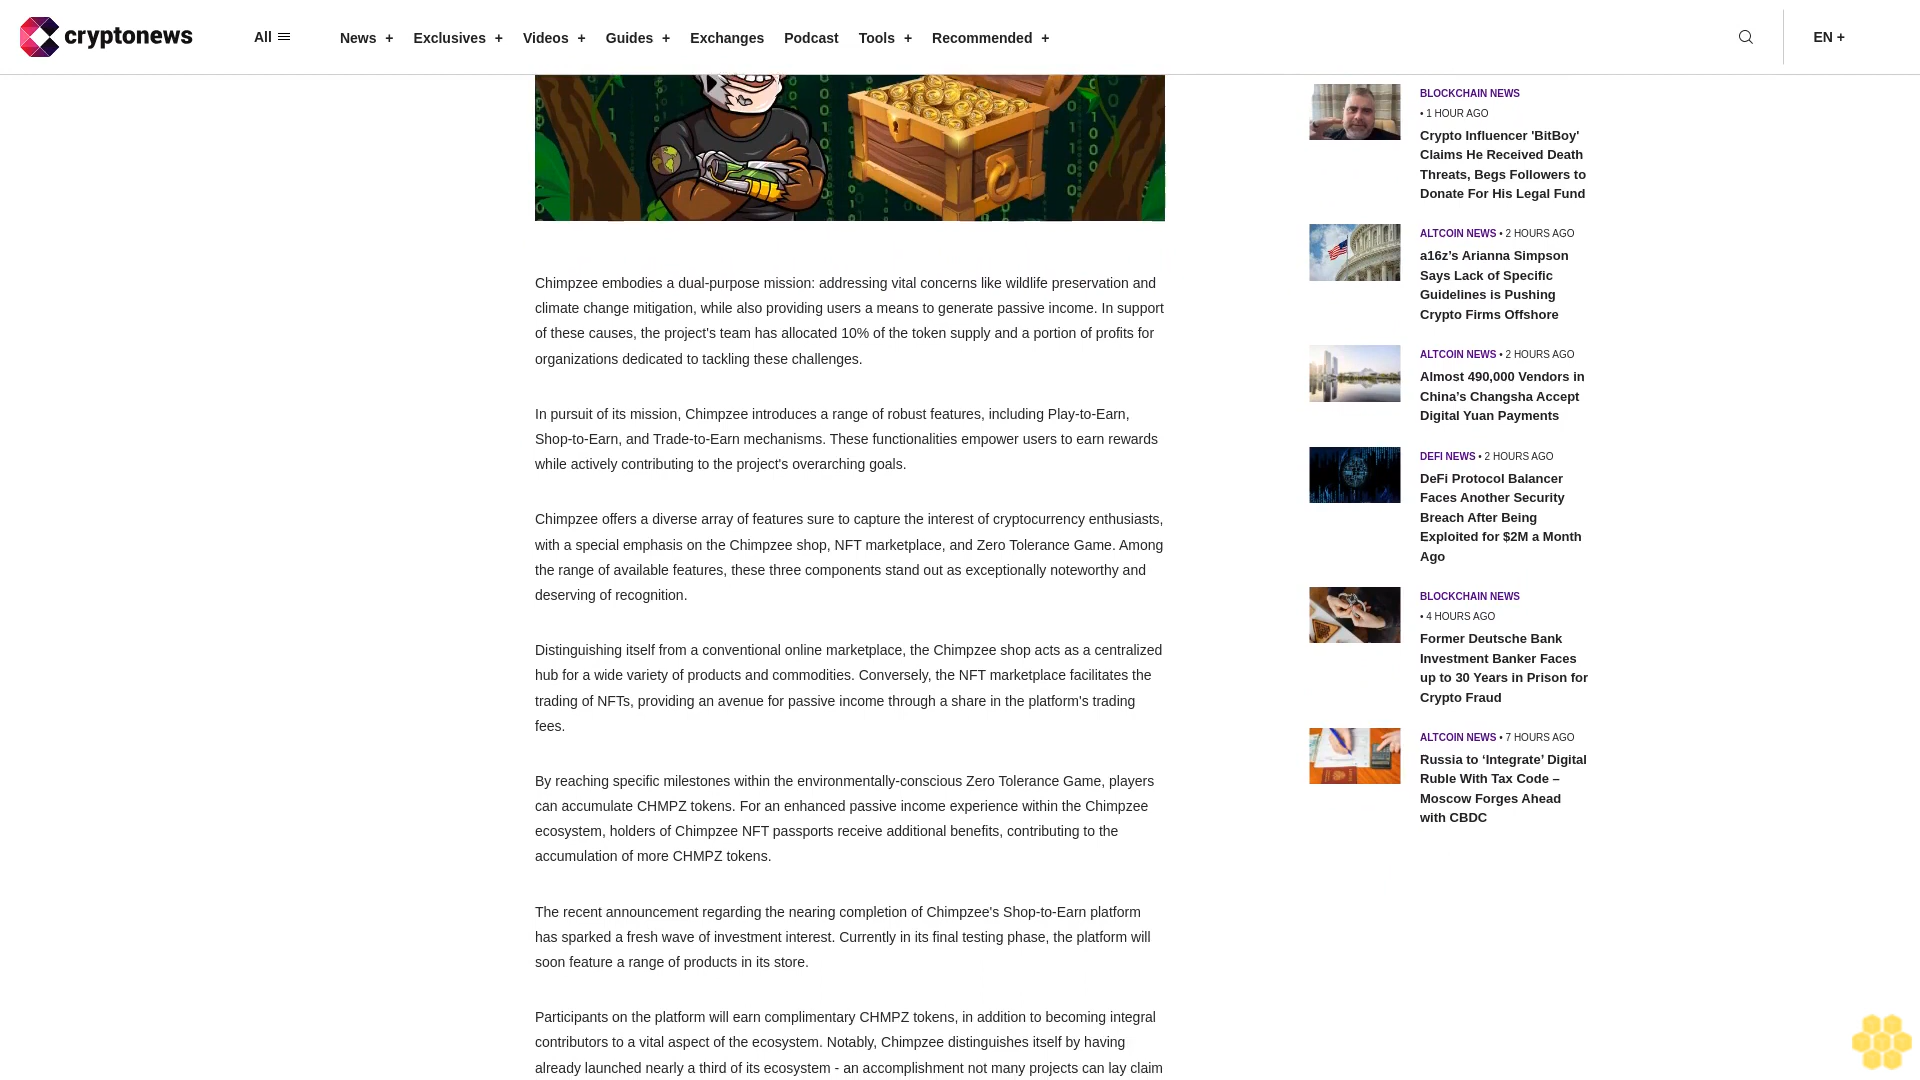 cryptonews
All
News +
Exclusives +
Videos +
Guides +
Exchanges
Podcast
Tools +
Recommended +
EN +
Chimpzee embodies a dual-purpose mission: addressing vital concerns like wildlife preservation and
climate change mitigation, while also providing users a means to generate passive income. In support
of these causes, the project's team has allocated 10% of the token supply and a portion of profits for
organizations dedicated to tackling these challenges.
In pursuit of its mission, Chimpzee introduces a range of robust features, including Play-to-Earn,
Shop-to-Earn, and Trade-to-Earn mechanisms. These functionalities empower users to earn rewards
while actively contributing to the project's overarching goals.
Chimpzee offers a diverse array of features sure to capture the interest of cryptocurrency enthusiasts,
with a special emphasis on the Chimpzee shop, NFT marketplace, and Zero Tolerance Game. Among
the range of available features, these three components stand out as exceptionally noteworthy and
deserving of recognition.
Distinguishing itself from a conventional online marketplace, the Chimpzee shop acts as a centralized
hub for a wide variety of products and commodities. Conversely, the NFT marketplace facilitates the
trading of NFTs, providing an avenue for passive income through a share in the platform's trading
fees.
By reaching specific milestones within the environmentally-conscious Zero Tolerance Game, players
can accumulate CHMPZ tokens. For an enhanced passive income experience within the Chimpzee
ecosystem, holders of Chimpzee NFT passports receive additional benefits, contributing to the
accumulation of more CHMPZ tokens.
The recent announcement regarding the nearing completion of Chimpzee's Shop-to-Earn platform
has sparked a fresh wave of investment interest. Currently in its final testing phase, the platform will
soon feature a range of products in its store.
Participants on the platform will earn complimentary CHMPZ tokens, in addition to becoming integral
contributors to a vital aspect of the ecosystem. Notably, Chimpzee distinguishes itself by having
already launched nearly a third of its ecosystem - an accomplishment not many projects can lay claim
BLOCKCHAIN NEWS
• 1 HOUR AGO
Crypto Influencer 'BitBoy'
Claims He Received Death
Threats, Begs Followers to
Donate For His Legal Fund
ALTCOIN NEWS • 2 HOURS AGO
a16z’s Arianna Simpson
Says Lack of Specific
Guidelines is Pushing
Crypto Firms Offshore
ALTCOIN NEWS • 2 HOURS AGO
Almost 490,000 Vendors in
China’s Changsha Accept
Digital Yuan Payments
DEFI NEWS • 2 HOURS AGO
DeFi Protocol Balancer
Faces Another Security
Breach After Being
Exploited for $2M a Month
Ago
BLOCKCHAIN NEWS
• 4 HOURS AGO
Former Deutsche Bank
Investment Banker Faces
up to 30 Years in Prison for
Crypto Fraud
ALTCOIN NEWS • 7 HOURS AGO
Russia to ‘Integrate’ Digital
Ruble With Tax Code –
Moscow Forges Ahead
with CBDC